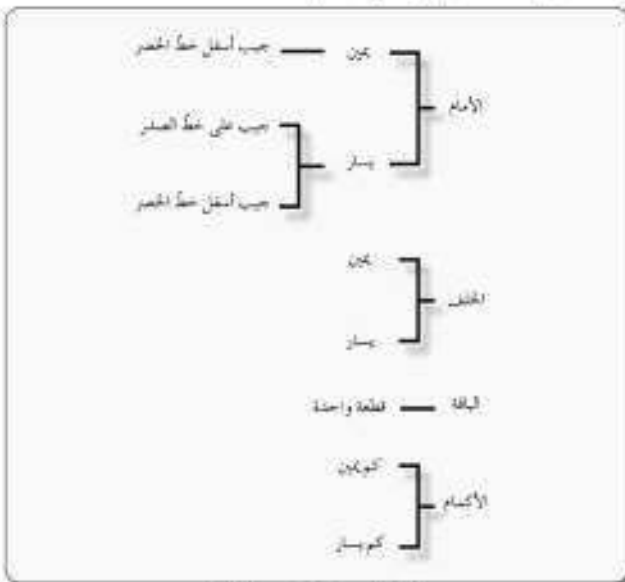 يمين — جيب أسفل خط الخصر
الأمام
جيب على خط الصدر
يسار
جيب أسفل خط الخصر
يمين
الخلف
يسار
الياقة — قطعة واحدة
كم يمين
الأكمام
كم يسار